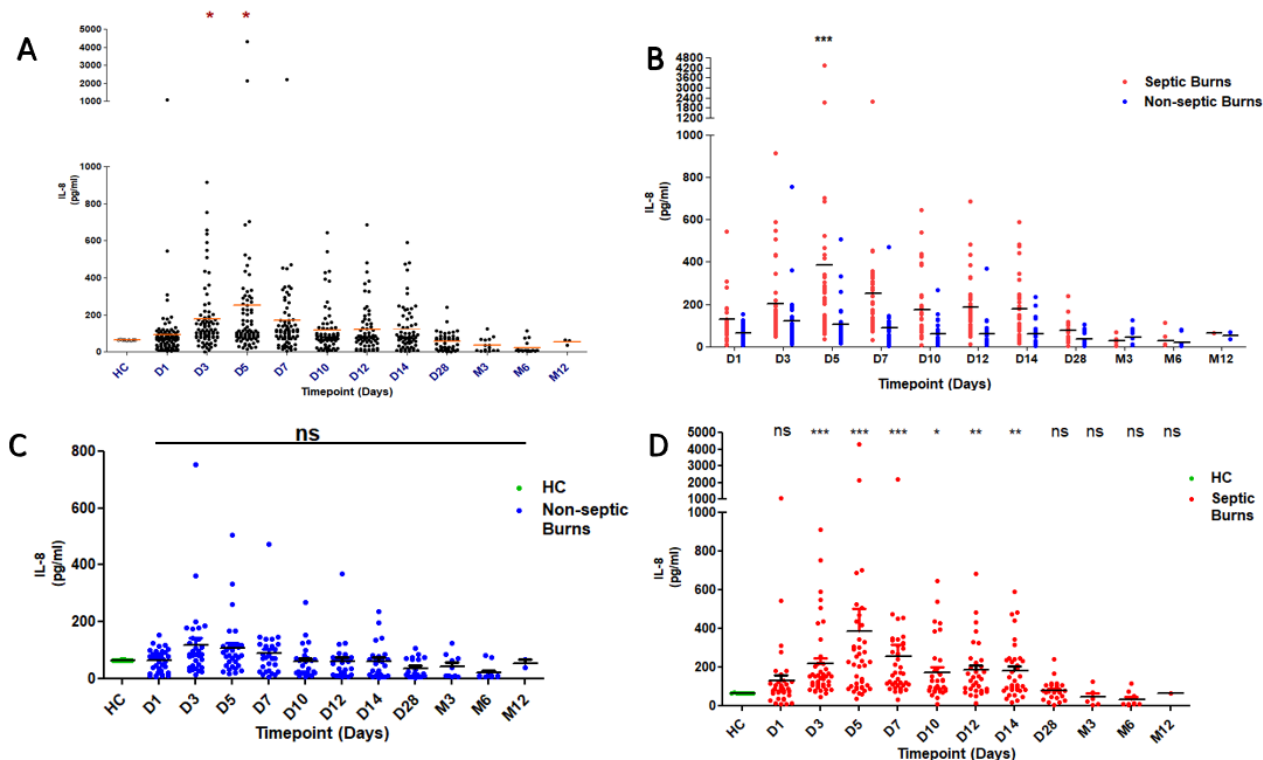 A
* *
5000
4000
3000
2000
1000
1000
800
600
400
200
0
IL-8
(pg/ml)
HC D1 D3 D5 D7 D10 D12 D14 D28 M3 M6 M12
Timepoint (Days)
B
***
Septic Burns
Non-septic Burns
4800
4200
3600
3000
2400
1800
1200
1000
800
600
400
200
0
IL-8
(pg/ml)
D1 D3 D5 D7 D10 D12 D14 D28 M3 M6 M12
Timepoint (Days)
C
ns
HC
Non-septic
Burns
800
600
400
200
0
IL-8
(pg/ml)
HC D1 D3 D5 D7 D10 D12 D14 D28 M3 M6 M12
Timepoint (Days)
D
ns *** *** *** * ** ** ns ns ns ns
HC
Septic
Burns
5000
4000
3000
2000
1000
1000
800
600
400
200
0
IL-8
(pg/ml)
HC D1 D3 D5 D7 D10 D12 D14 D28 M3 M6 M12
Timepoint (Days)